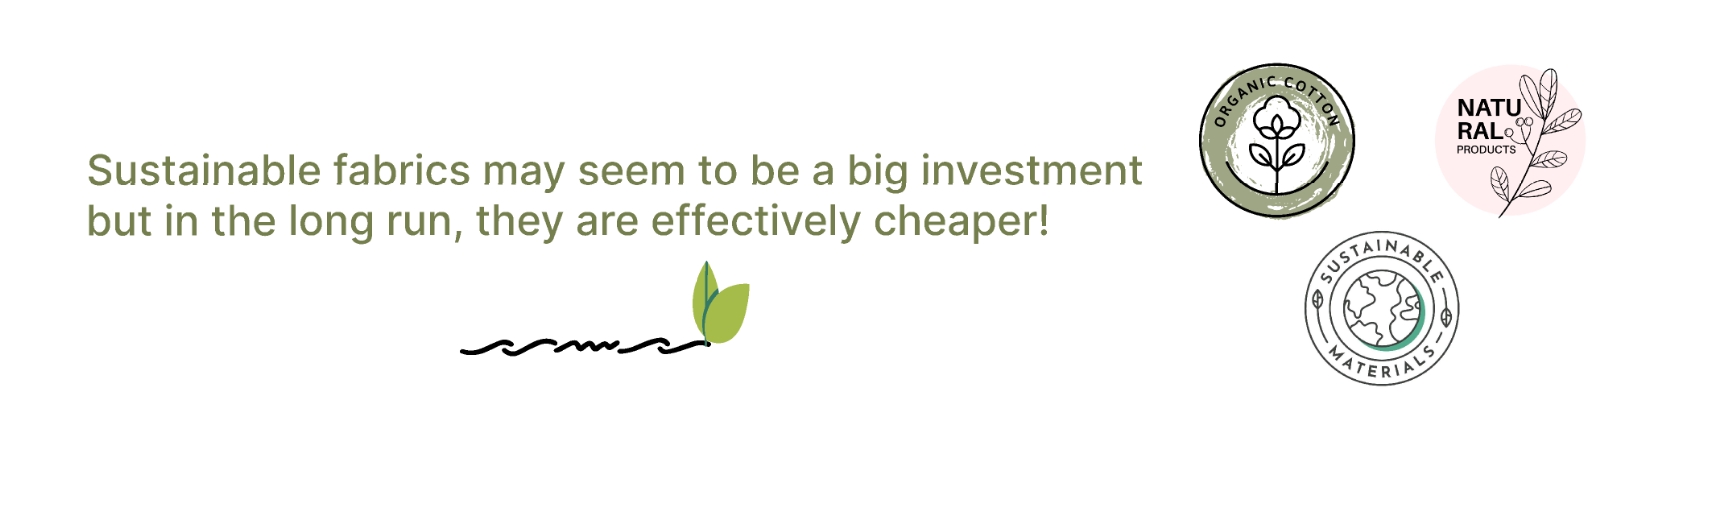 Sustainable fabrics may seem to be a big investment
but in the long run, they are effectively cheaper!
ORGANIC COTTON
NATU
RAL
PRODUCTS
SUSTAINABLE
MATERIALS